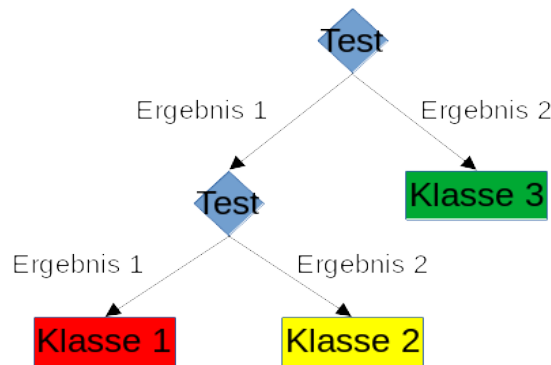 Test
Ergebnis 1
Ergebnis 2
Test
Klasse 3
Ergebnis 1
Ergebnis 2
Klasse 1
Klasse 2